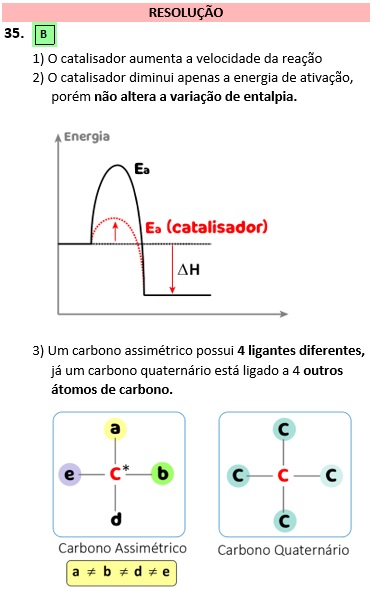 RESOLUÇÃO
35. B
1) O catalisador aumenta a velocidade da reação
2) O catalisador diminui apenas a energia de ativação,
porém não altera a variação de entalpia.
Energia
Ea
Ea (catalisador)
ΔH
3) Um carbono assimétrico possui 4 ligantes diferentes,
já um carbono quaternário está ligado a 4 outros
átomos de carbono.
a
e C* b
d
Carbono Assimétrico
a ≠ b ≠ d ≠ e
C
C C C
C
Carbono Quaternário